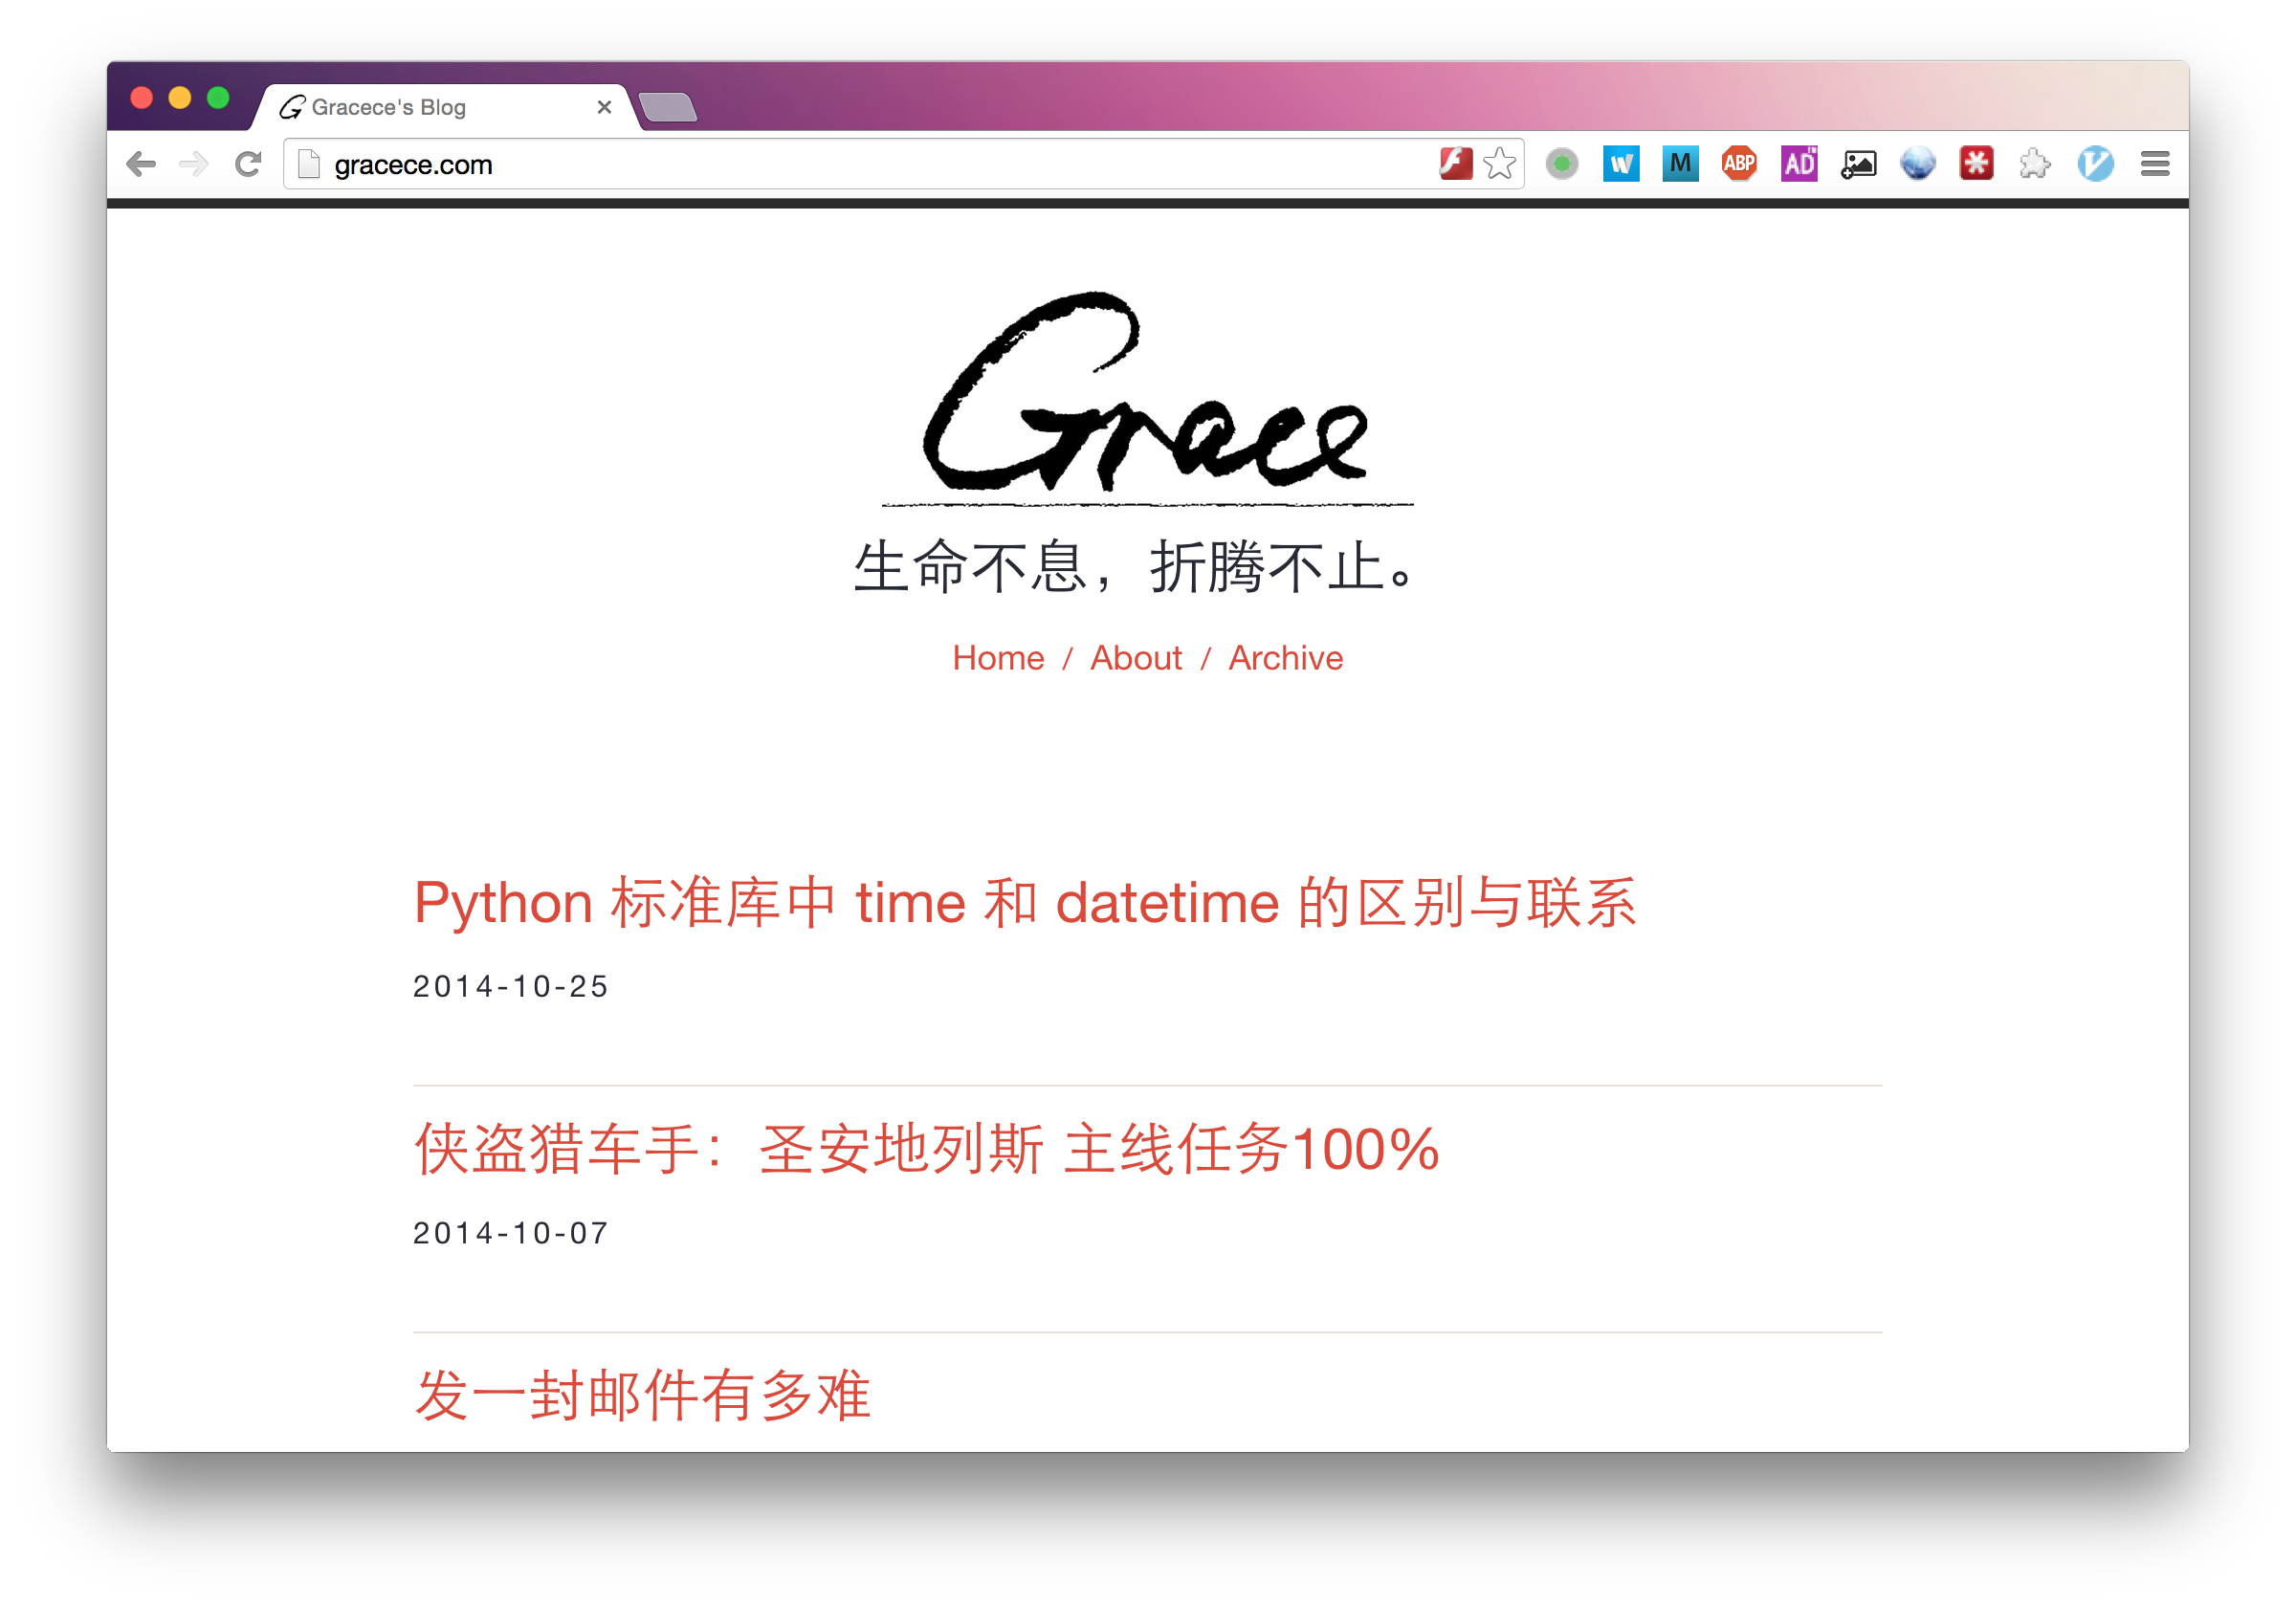 Gracece's Blog
gracece.com
W M ABP AD
Grace
生命不息，折腾不止。
Home / About / Archive
Python 标准库中 time 和 datetime 的区别与联系
2014-10-25
侠盗猎车手：圣安地列斯 主线任务100%
2014-10-07
发一封邮件有多难